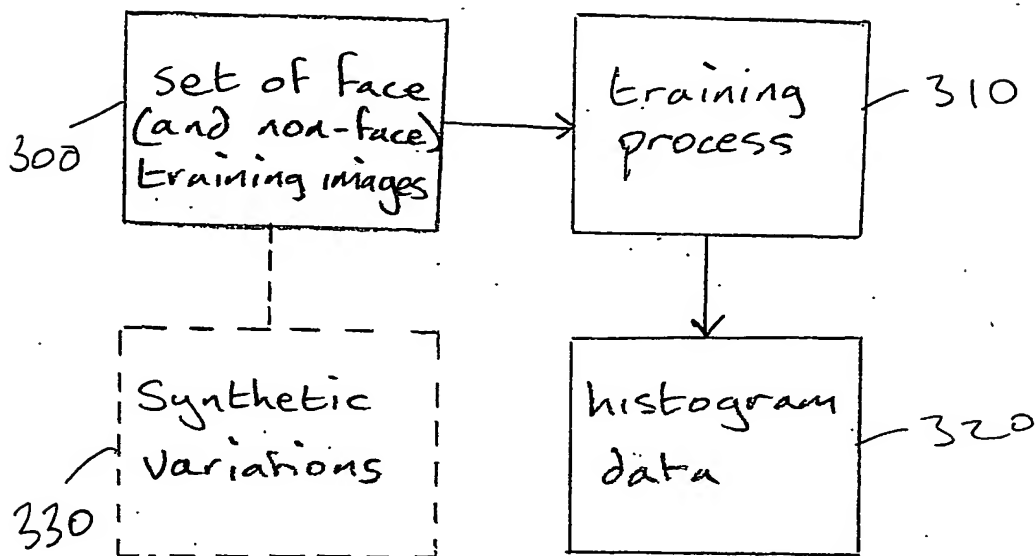 set of face
(and non-face)
training images
300
training
process
310
Synthetic
variations
330
histogram
data
320